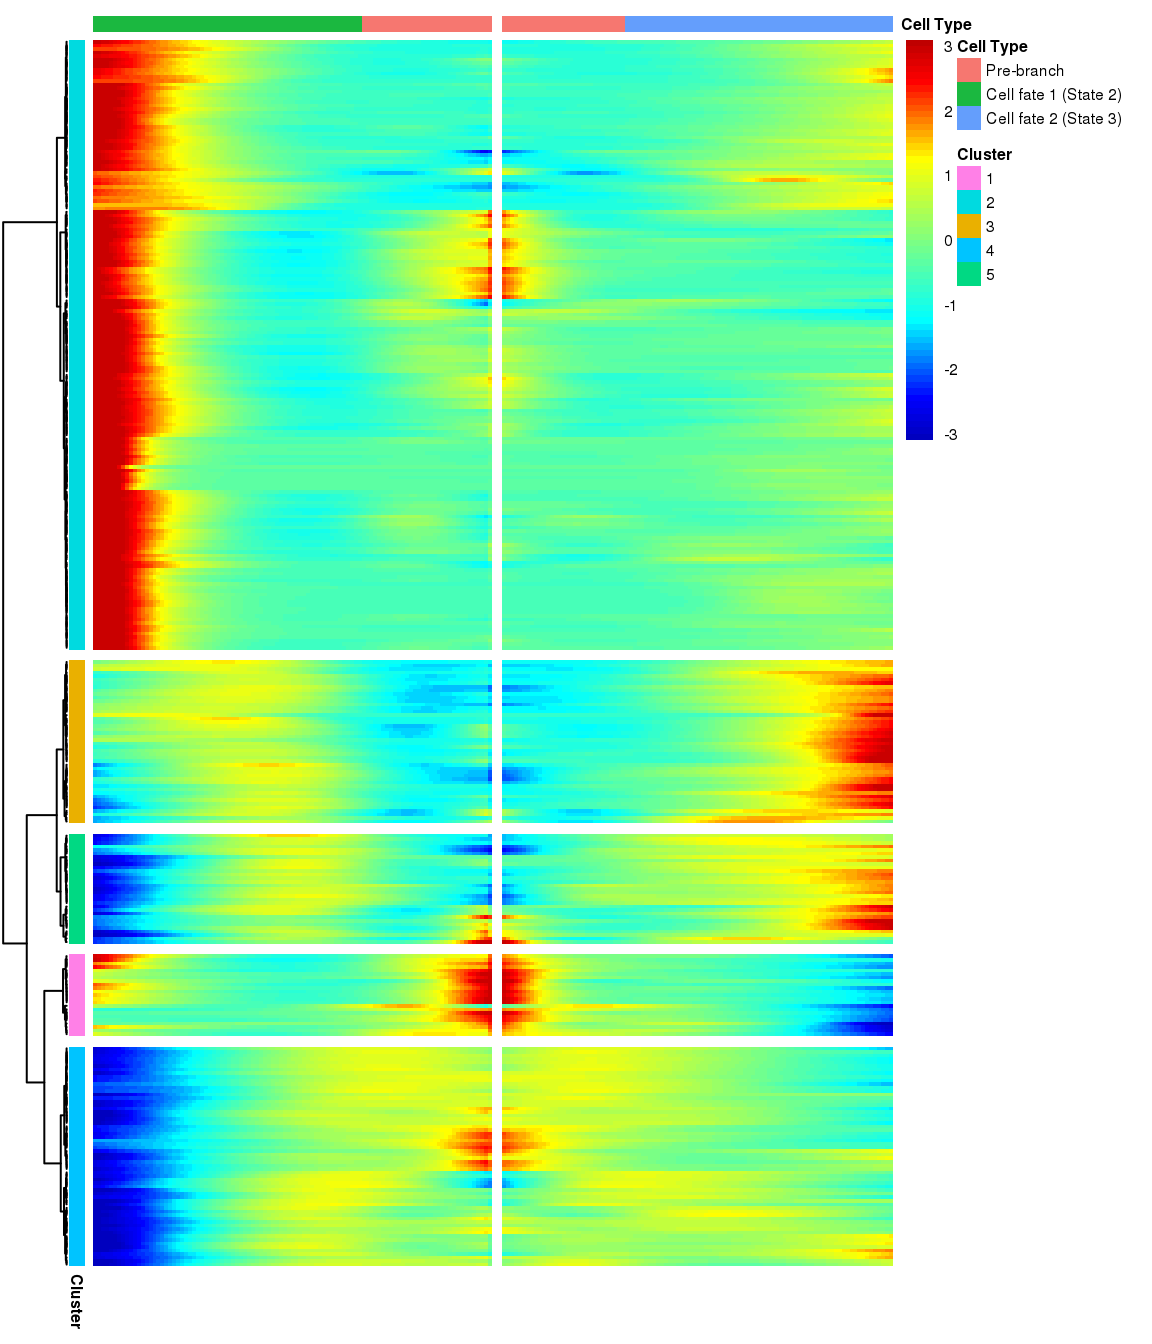 Cell Type
3
2
1
0
-1
-2
-3
Cell Type
Pre-branch
Cell fate 1 (State 2)
Cell fate 2 (State 3)
Cluster
1
2
3
4
5
Cluster